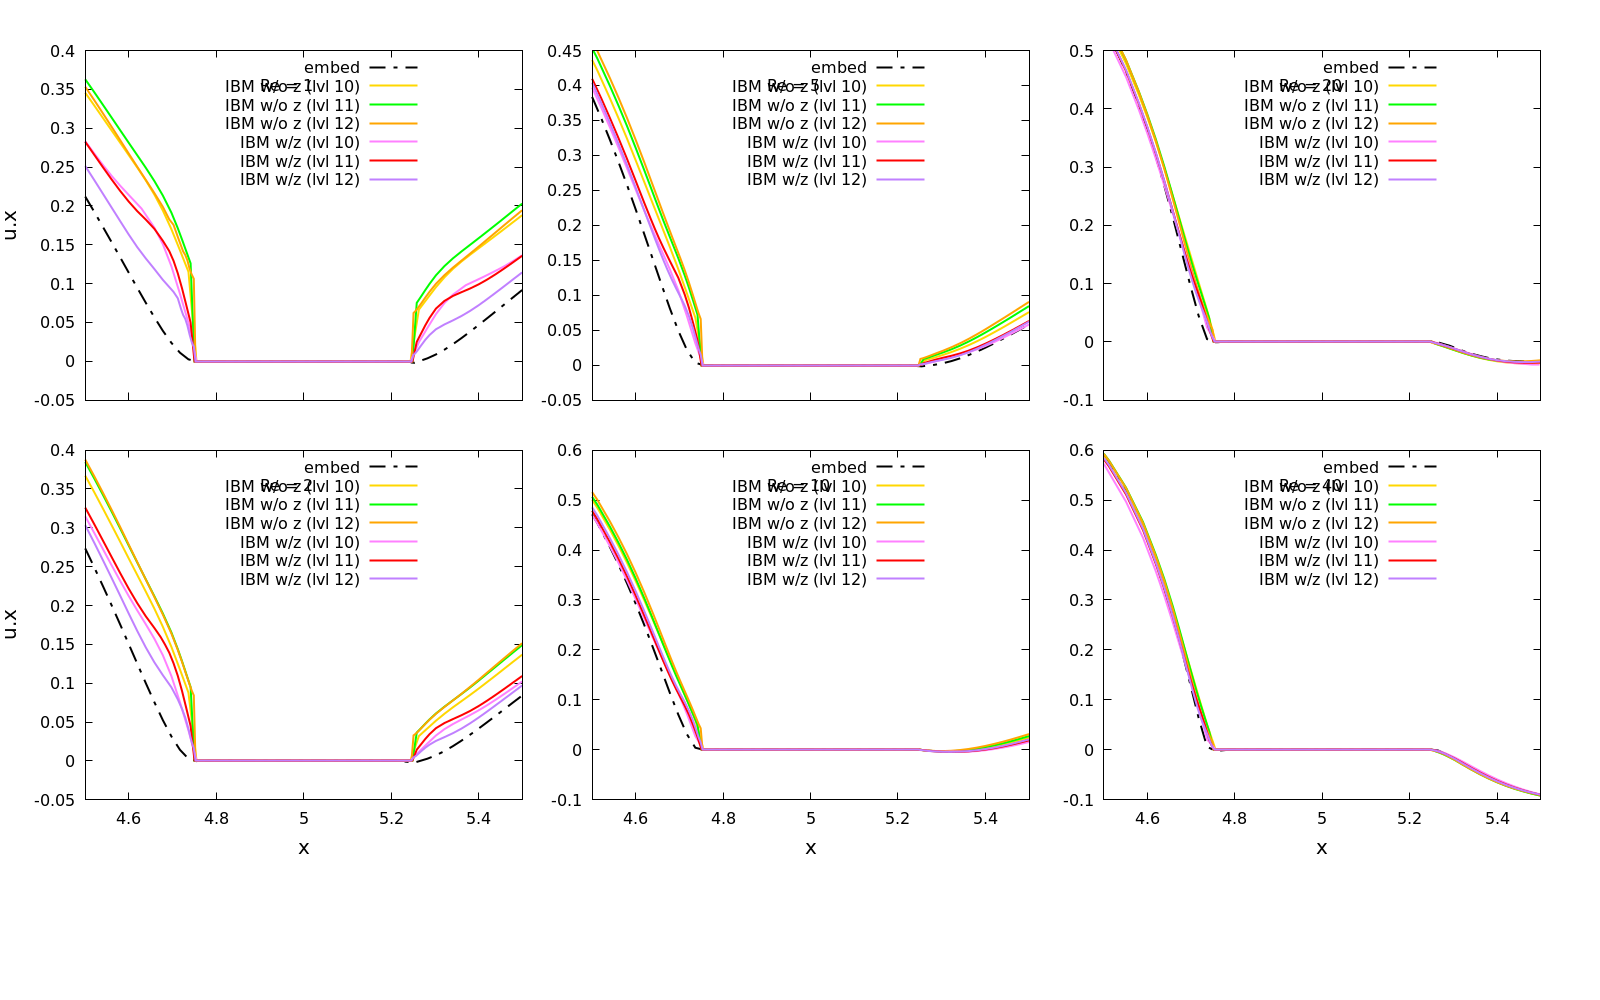 0.4
0.35
0.3
0.25
0.2
0.15
0.1
0.05
0
-0.05
u.x
embed
Re = 1
IBM w/o z (lvl 10)
IBM w/o z (lvl 11)
IBM w/o z (lvl 12)
IBM w/z (lvl 10)
IBM w/z (lvl 11)
IBM w/z (lvl 12)
0.45
0.4
0.35
0.3
0.25
0.2
0.15
0.1
0.05
0
-0.05
embed
Re = 5
IBM w/o z (lvl 10)
IBM w/o z (lvl 11)
IBM w/o z (lvl 12)
IBM w/z (lvl 10)
IBM w/z (lvl 11)
IBM w/z (lvl 12)
0.5
0.4
0.3
0.2
0.1
0
-0.1
embed
Re = 20
IBM w/o z (lvl 10)
IBM w/o z (lvl 11)
IBM w/o z (lvl 12)
IBM w/z (lvl 10)
IBM w/z (lvl 11)
IBM w/z (lvl 12)
0.4
0.35
0.3
0.25
0.2
0.15
0.1
0.05
0
-0.05
u.x
embed
Re = 2
IBM w/o z (lvl 10)
IBM w/o z (lvl 11)
IBM w/o z (lvl 12)
IBM w/z (lvl 10)
IBM w/z (lvl 11)
IBM w/z (lvl 12)
4.6 4.8 5 5.2 5.4
x
0.6
0.5
0.4
0.3
0.2
0.1
0
-0.1
embed
Re = 10
IBM w/o z (lvl 10)
IBM w/o z (lvl 11)
IBM w/o z (lvl 12)
IBM w/z (lvl 10)
IBM w/z (lvl 11)
IBM w/z (lvl 12)
4.6 4.8 5 5.2 5.4
x
0.6
0.5
0.4
0.3
0.2
0.1
0
-0.1
embed
Re = 40
IBM w/o z (lvl 10)
IBM w/o z (lvl 11)
IBM w/o z (lvl 12)
IBM w/z (lvl 10)
IBM w/z (lvl 11)
IBM w/z (lvl 12)
4.6 4.8 5 5.2 5.4
x